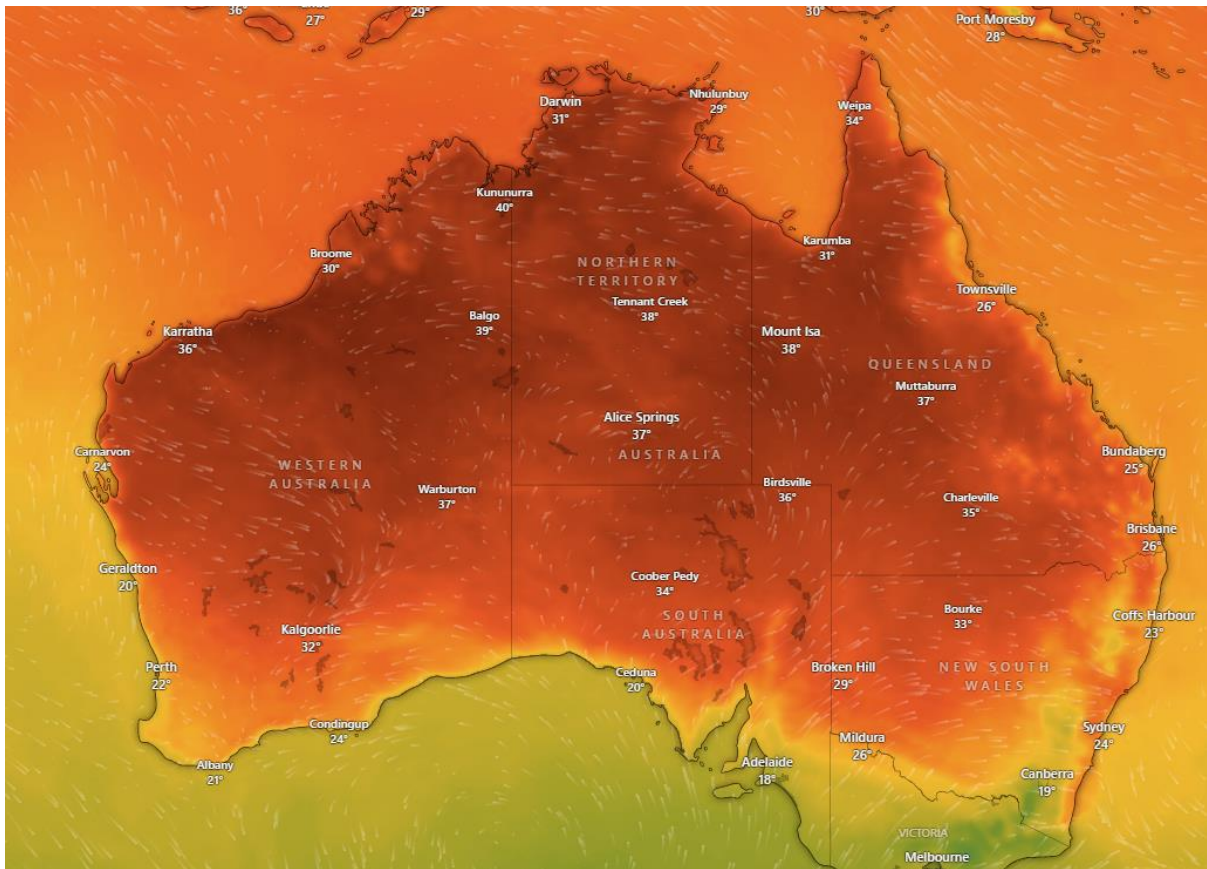 36°
27°
29°
30°
Port Moresby
28°
Darwin
31°
Nhulunbuy
29°
Weipa
34°
Kununurra
40°
Broome
30°
Karumba
31°
NORTHERN
TERRITORY
Tennant Creek
38°
Townsville
26°
Balgo
39°
Karratha
36°
Mount Isa
38°
QUEENSLAND
Muttaburra
37°
Alice Springs
37°
AUSTRALIA
Carnarvon
24°
WESTERN
AUSTRALIA
Warburton
37°
Birdsville
36°
Bundaberg
25°
Charleville
35°
Brisbane
26°
Geraldton
20°
Coober Pedy
34°
SOUTH
AUSTRALIA
Bourke
33°
Coffs Harbour
23°
Kalgoorlie
32°
Perth
22°
Ceduna
20°
Broken Hill
29°
NEW SOUTH
WALES
Condingup
24°
Sydney
24°
Mildura
26°
Albany
21°
Adelaide
18°
Canberra
19°
VICTORIA
Melbourne